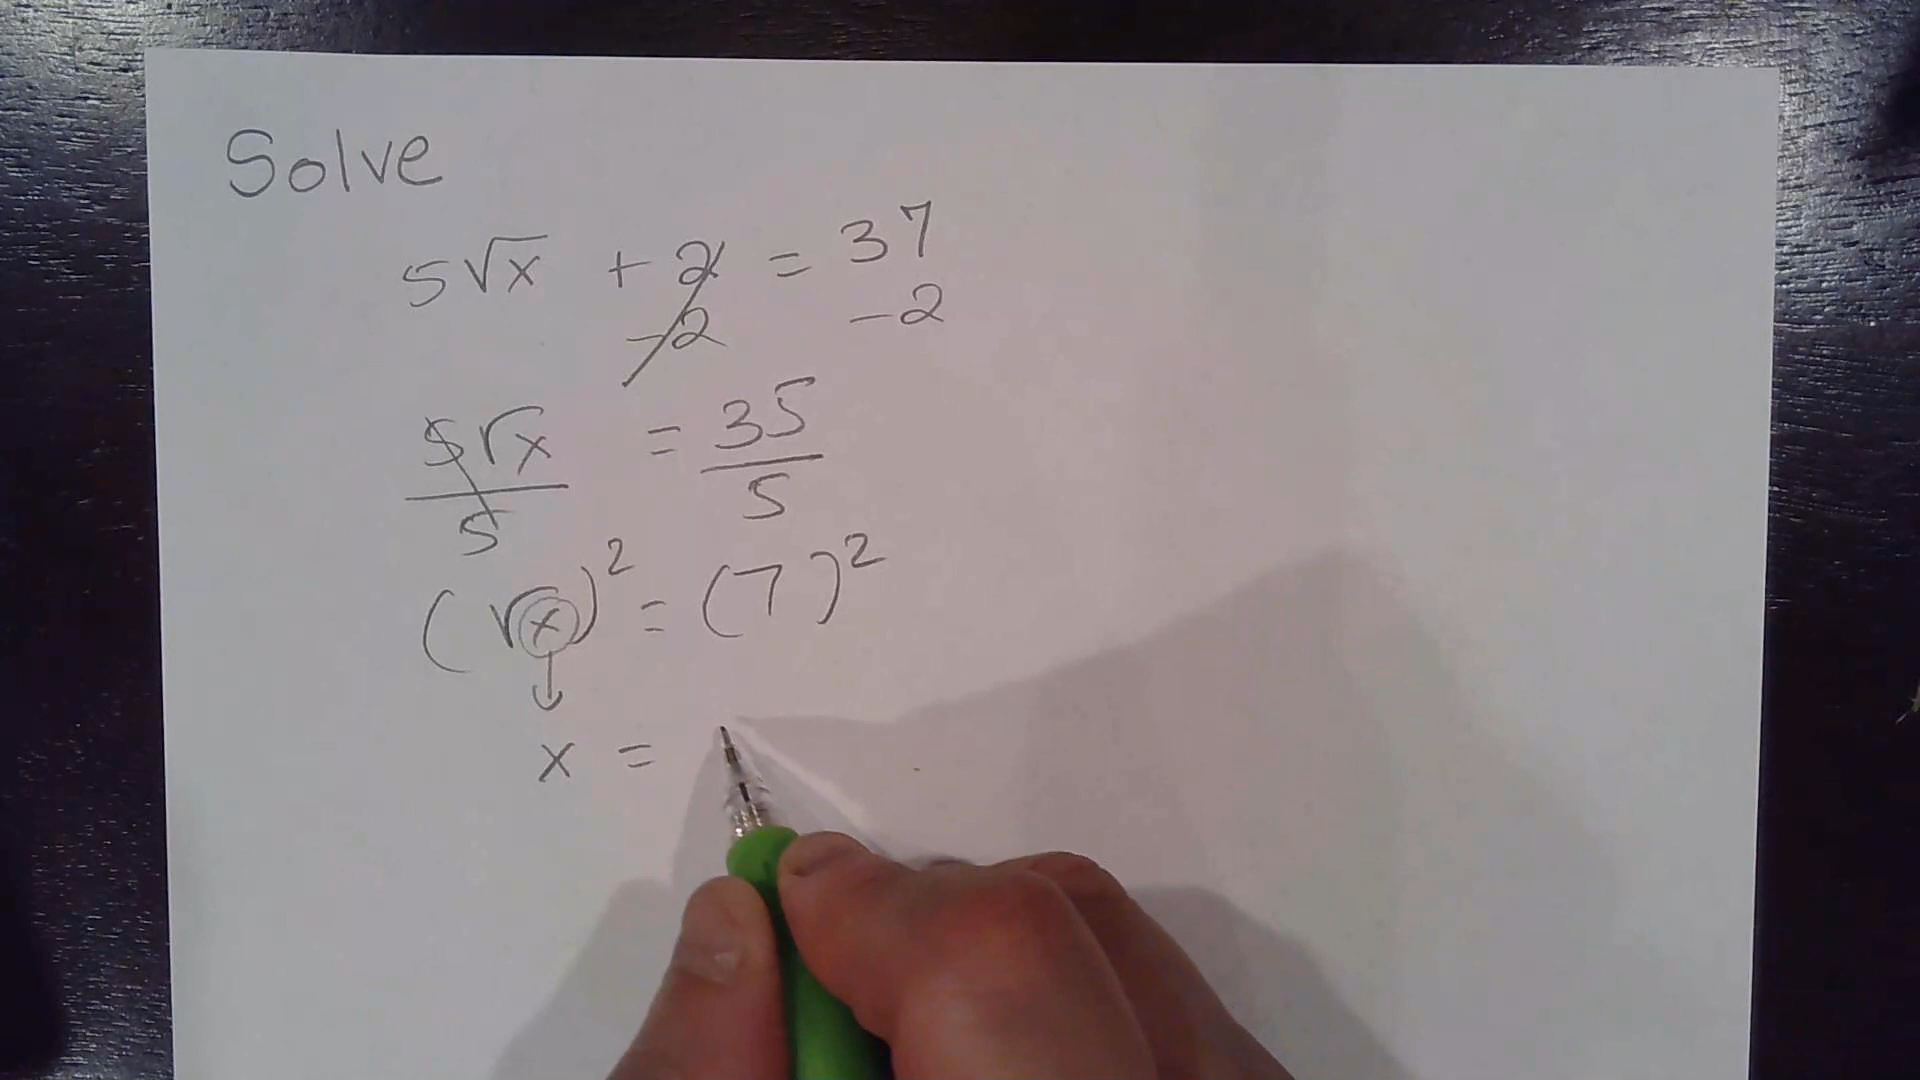 Solve
5√x + 2 = 37
-2 -2
5√x = 35
5 5
(√x)² = (7)²
x =